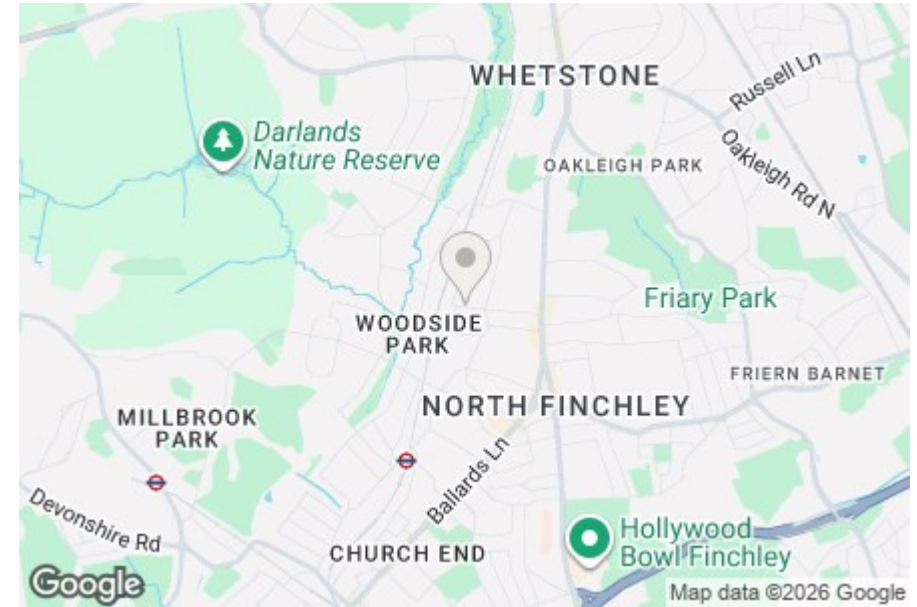 WHETSTONE
Russell Ln
Darlands
Nature Reserve
OAKLEIGH PARK
Oakleigh Rd N
Friary Park
WOODSIDE
PARK
FRIERN BARNET
NORTH FINCHLEY
MILLBROOK
PARK
Ballards Ln
Devonshire Rd
CHURCH END
Hollywood
Bowl Finchley
Google
Map data ©2026 Google